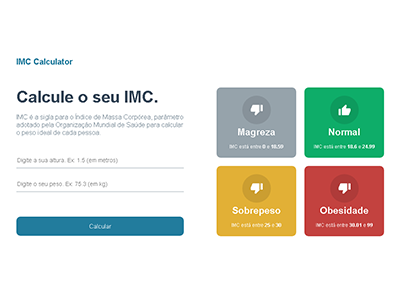 IMC Calculator
Calcule o seu IMC.
IMC é a sigla para o Índice de Massa Corpórea, parâmetro
adotado pela Organização Mundial de Saúde para calcular
o peso ideal de cada pessoa.
Digite a sua altura. Ex: 1.5 (em metros)
Digite o seu peso. Ex: 75.3 (em kg)
Calcular
Magreza
IMC está entre 0 e 18.50
Normal
IMC está entre 18.6 e 24.99
Sobrepeso
IMC está entre 25 e 30
Obesidade
IMC está entre 30.01 e 99